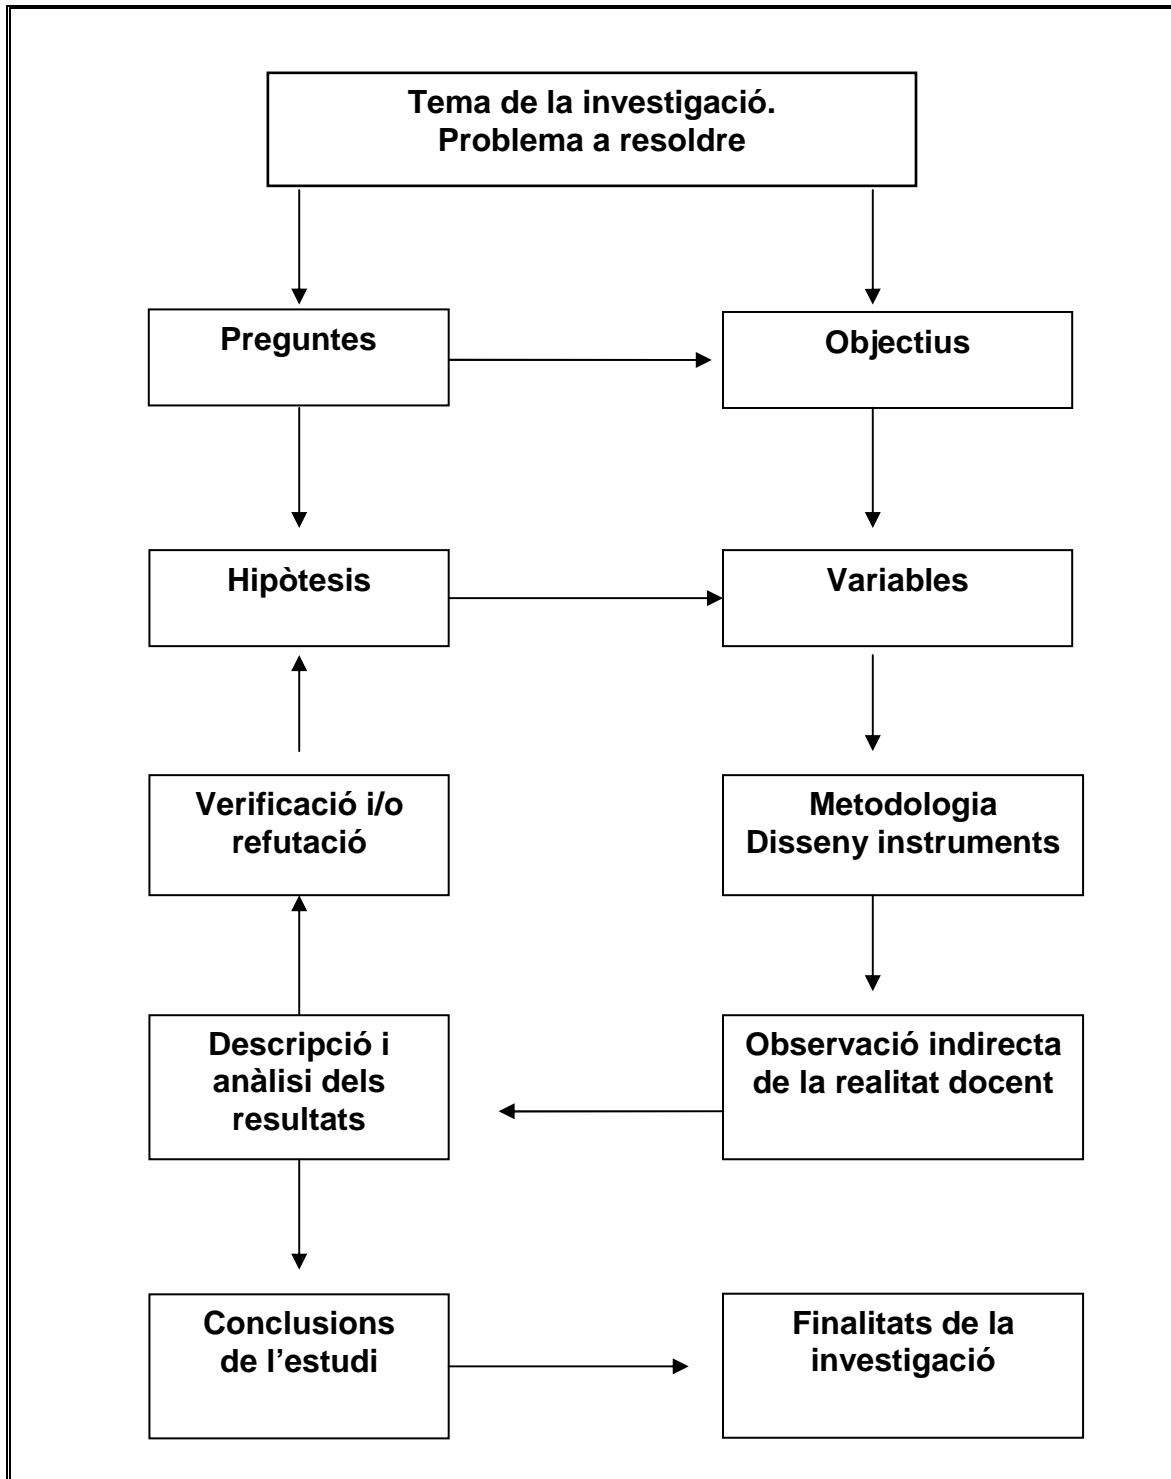 Tema de la investigació.
Problema a resoldre
Preguntes
Objectius
Hipòtesis
Variables
Verificació i/o
refutació
Metodologia
Disseny instruments
Descripció i
anàlisi dels
resultats
Observació indirecta
de la realitat docent
Conclusions
de l’estudi
Finalitats de la
investigació